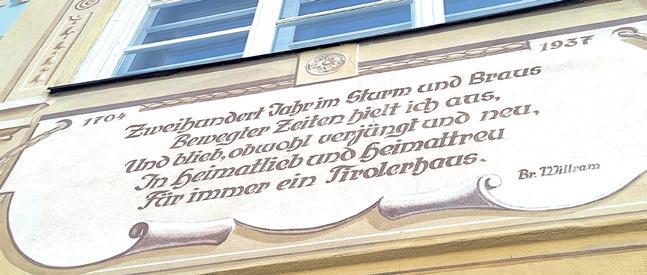 1704
1937
Zweihundert Jahr im Sturm und Braus
Bewegter Zeiten hielt ich aus,
Und blieb, obwohl verjüngt und neu,
In Heimatlieb und Heimattreu
Für immer ein Tirolerhaus.
Br. Willram